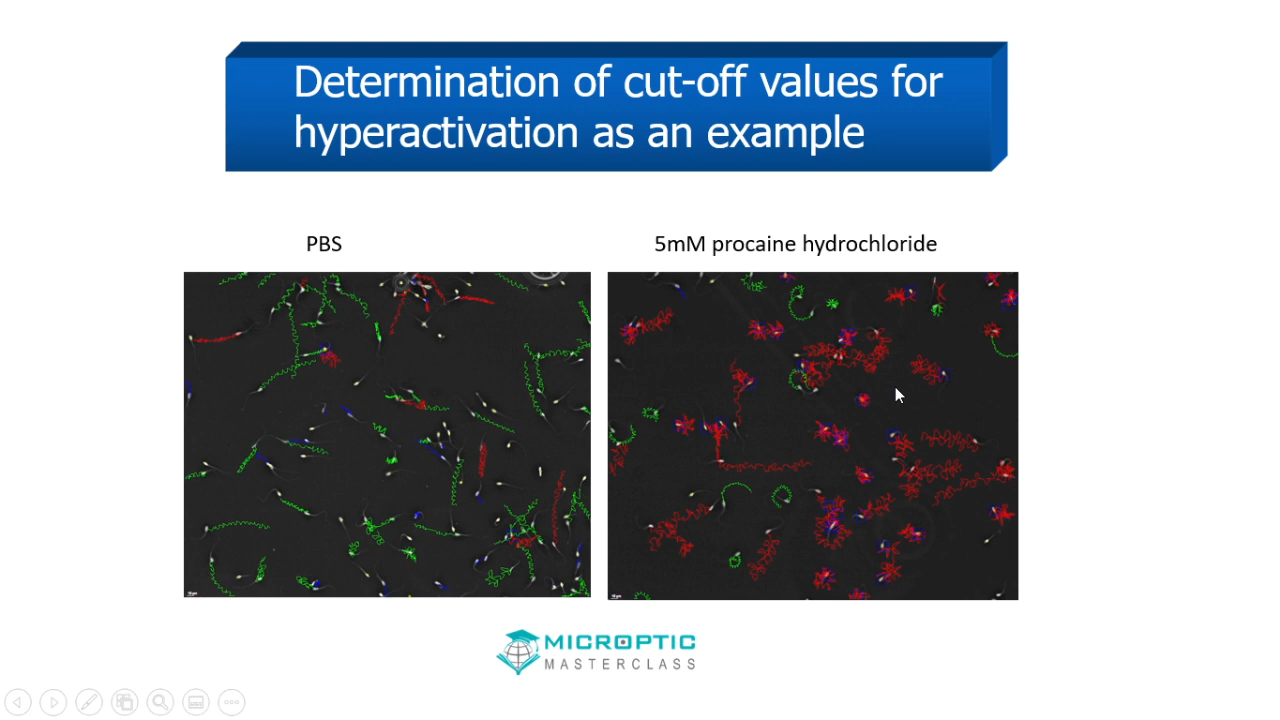 Determination of cut-off values for
hyperactivation as an example
PBS
5mM procaine hydrochloride
MICROPTIC
MASTERCLASS